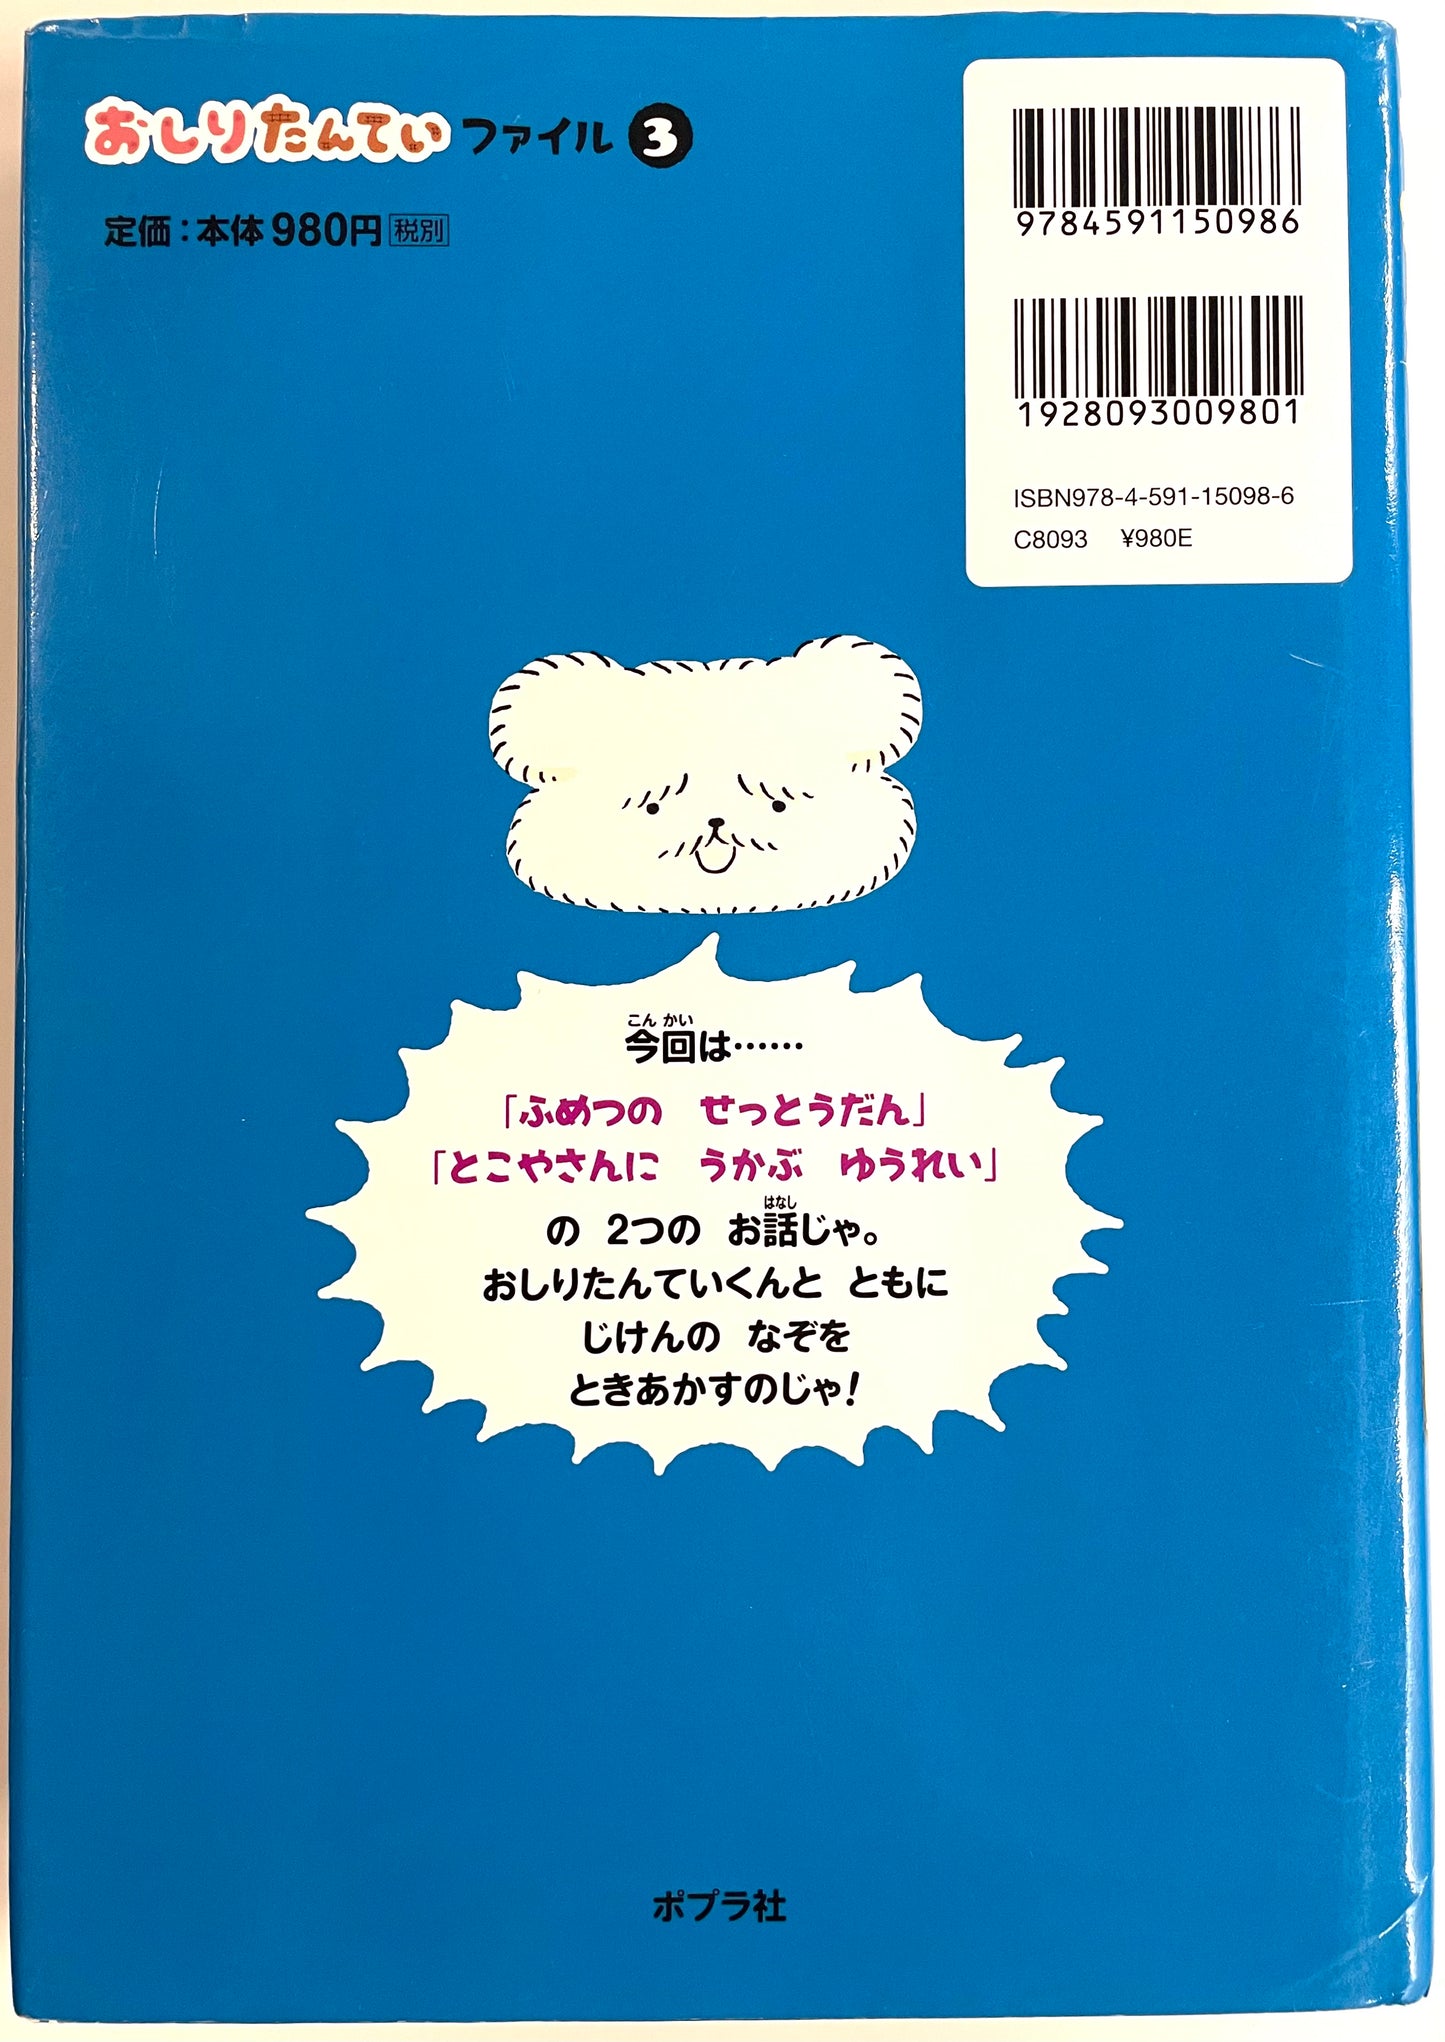 おしりたんてい ファイル 3
定価：本体980円 税別
9784591150986
1928093009801
ISBN978-4-591-15098-6
C8093 ¥980E
こん かい
今回は……
「ふめつの せっとうだん」
「とこやさんに うかぶ ゆうれい」
はなし
の 2つの お話じゃ。
おしりたんていくんと ともに
じけんの なぞを
ときあかすのじゃ！
ポプラ社